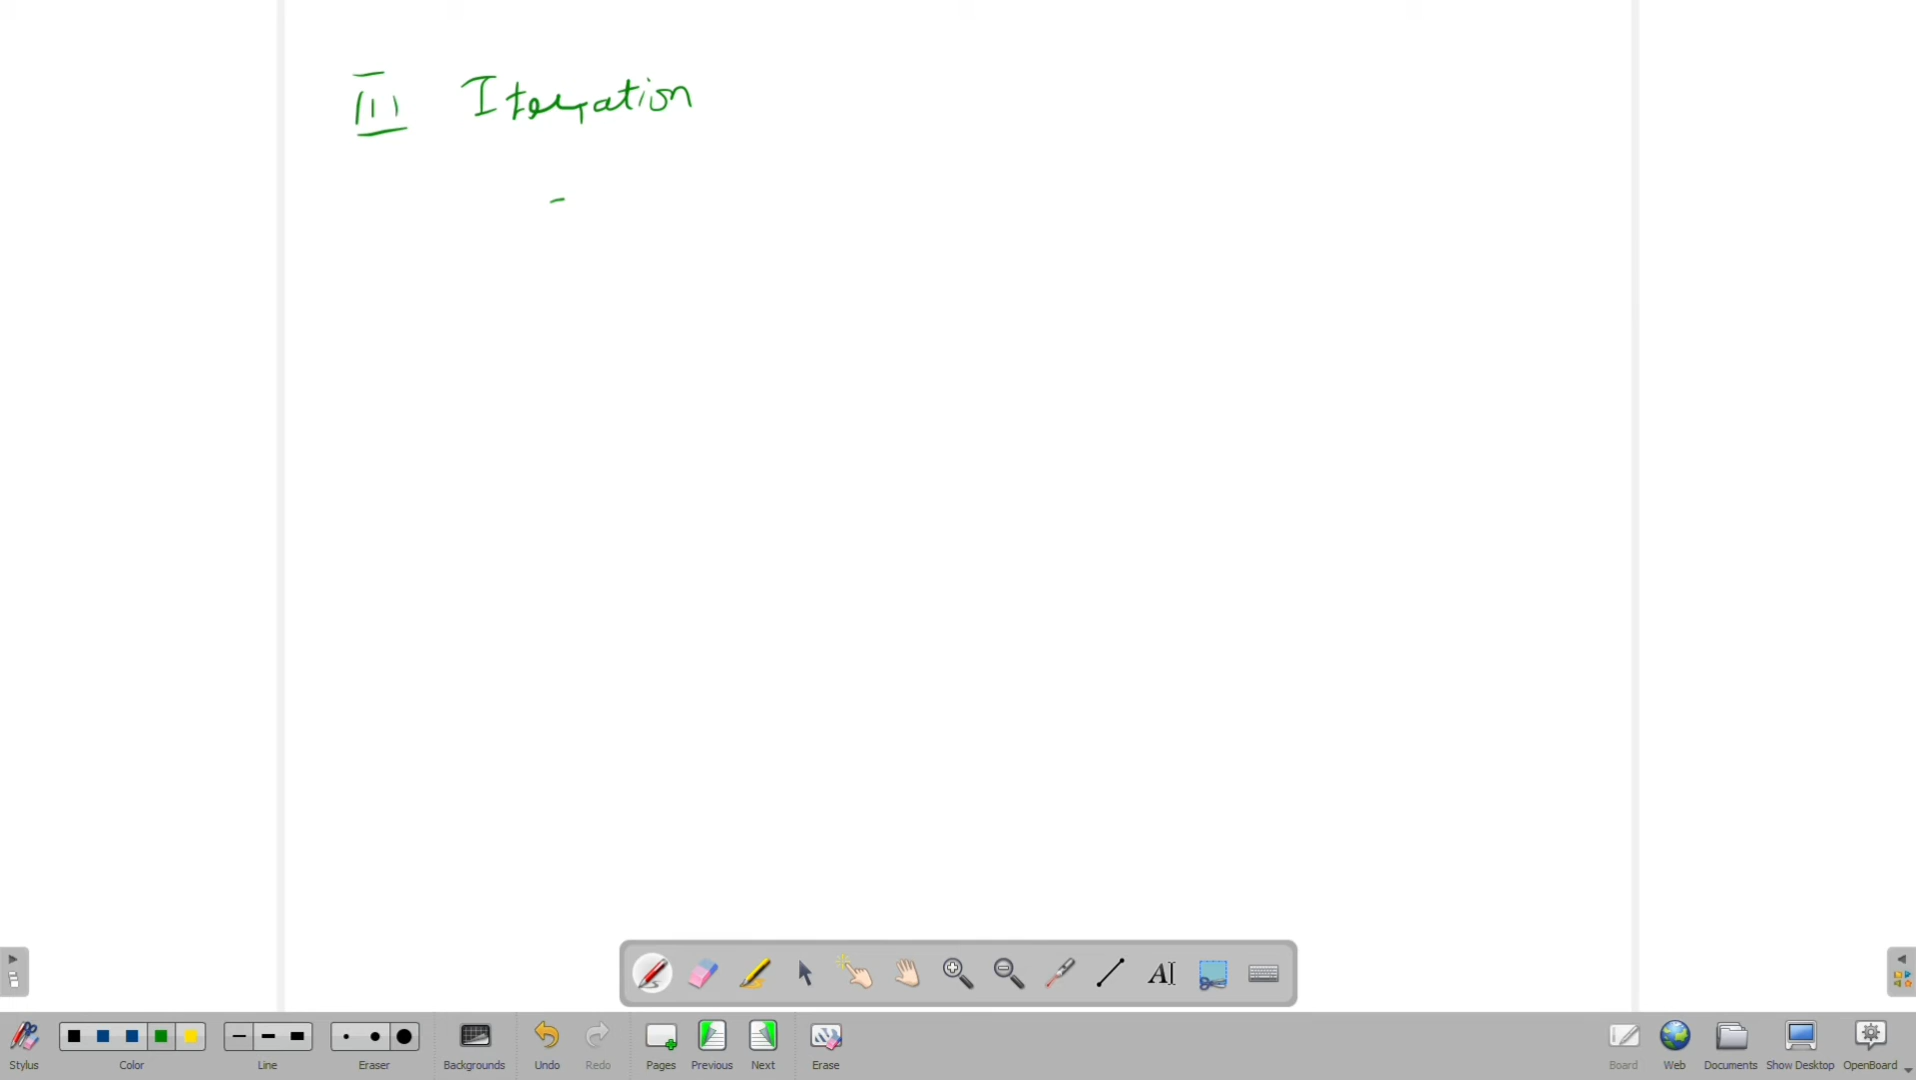 III Iteration
-
Stylus Color Line Eraser Backgrounds Undo Redo Pages Previous Next Erase Board Web Documents Show Desktop OpenBoard